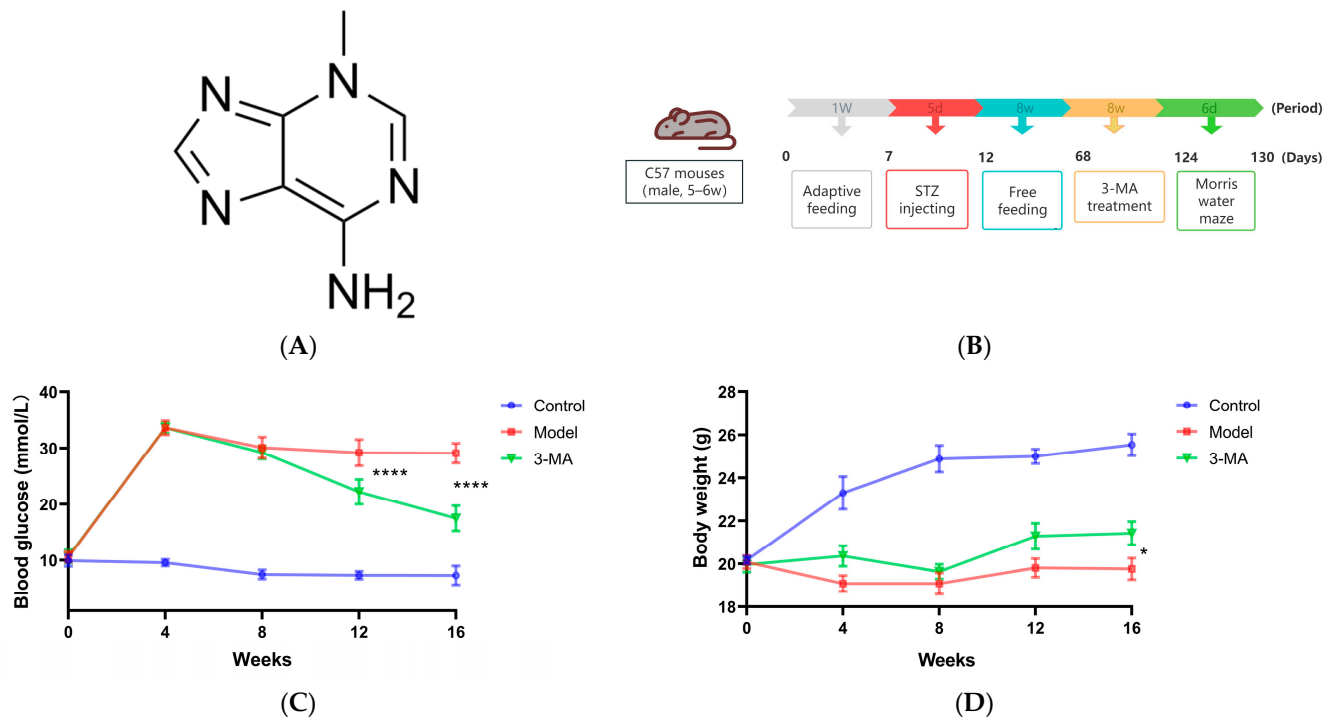 N
N
N
N
NH₂
(A)
1W 5d 8w 8w 6d (Period)
0 7 12 68 124 130 (Days)
C57 mouses
(male, 5–6w)
Adaptive
feeding
STZ
injecting
Free
feeding
3-MA
treatment
Morris
water
maze
(B)
Blood glucose (mmol/L)
40
30
20
10
0 4 8 12 16
Weeks
****
****
Control
Model
3-MA
(C)
Body weight (g)
28
26
24
22
20
18
0 4 8 12 16
Weeks
*
Control
Model
3-MA
(D)